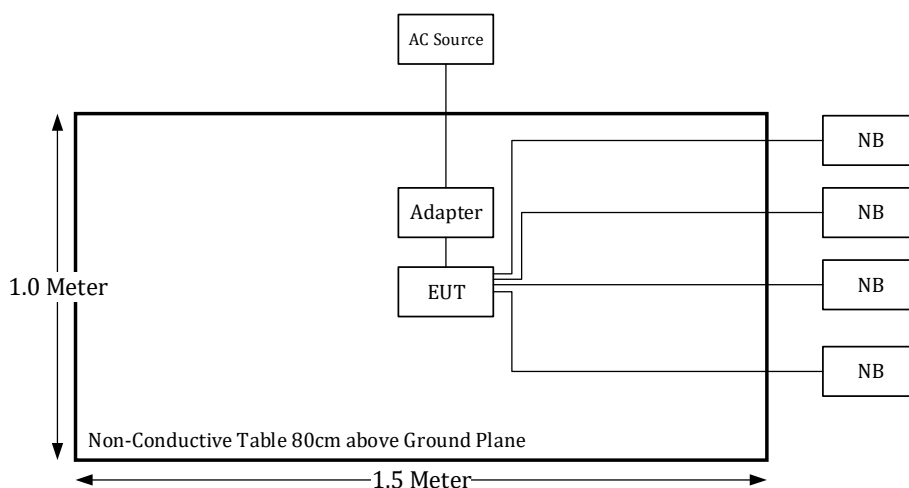 AC Source
NB
Adapter
NB
EUT
NB
1.0 Meter
NB
Non-Conductive Table 80cm above Ground Plane
1.5 Meter